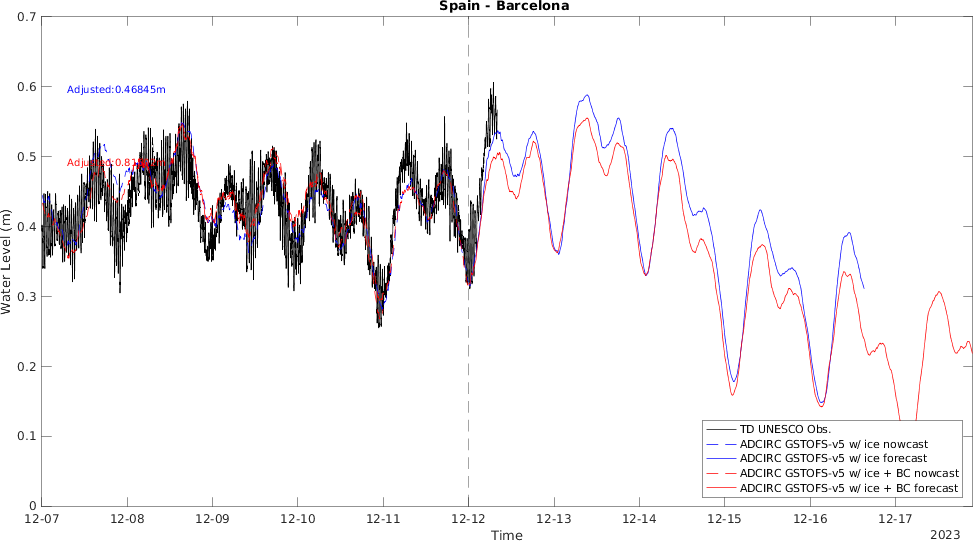 Spain - Barcelona
0.7
0.6
0.5
0.4
0.3
0.2
0.1
0
Water Level (m)
Adjusted:0.46845m
Adjusted:0.81
TD UNESCO Obs.
ADCIRC GSTOFS-v5 w/ ice nowcast
ADCIRC GSTOFS-v5 w/ ice forecast
ADCIRC GSTOFS-v5 w/ ice + BC nowcast
ADCIRC GSTOFS-v5 w/ ice + BC forecast
12-07 12-08 12-09 12-10 12-11 12-12 12-13 12-14 12-15 12-16 12-17
Time
2023